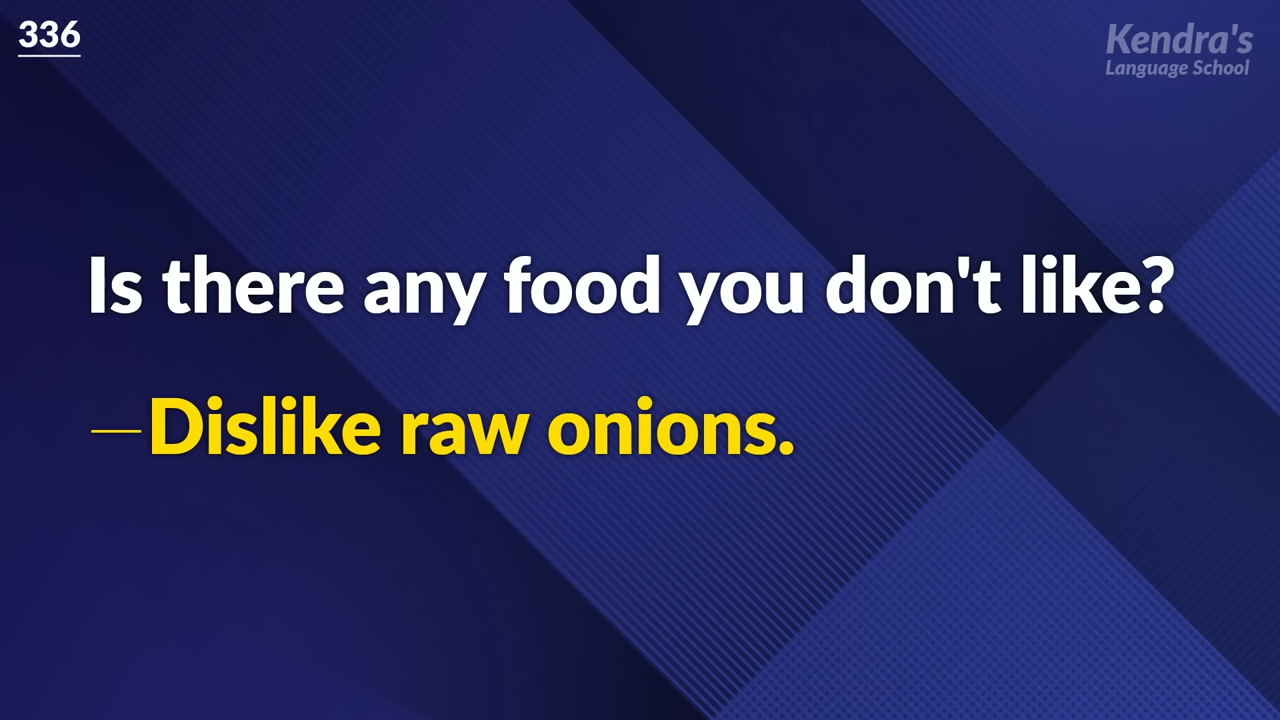 336
Kendra's
Language School
Is there any food you don't like?
—Dislike raw onions.